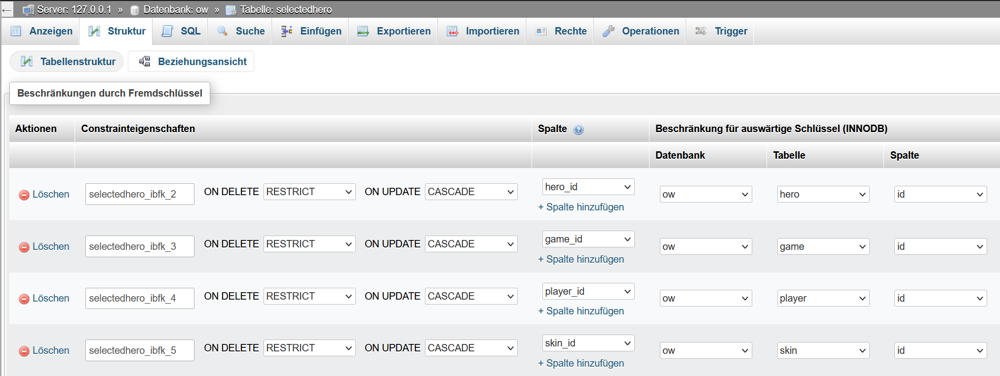 Server: 127.0.0.1 » Datenbank: ow » Tabelle: selectedhero
Anzeigen Struktur SQL Suche Einfügen Exportieren Importieren Rechte Operationen Trigger
Tabellenstruktur Beziehungsansicht
Beschränkungen durch Fremdschlüssel
Aktionen Constrainteigenschaften Spalte Beschränkung für auswärtige Schlüssel (INNODB)
Datenbank Tabelle Spalte
Löschen selectedhero_ibfk_2 ON DELETE RESTRICT ON UPDATE CASCADE hero_id ow hero id
+ Spalte hinzufügen
Löschen selectedhero_ibfk_3 ON DELETE RESTRICT ON UPDATE CASCADE game_id ow game id
+ Spalte hinzufügen
Löschen selectedhero_ibfk_4 ON DELETE RESTRICT ON UPDATE CASCADE player_id ow player id
+ Spalte hinzufügen
Löschen selectedhero_ibfk_5 ON DELETE RESTRICT ON UPDATE CASCADE skin_id ow skin id
+ Spalte hinzufügen